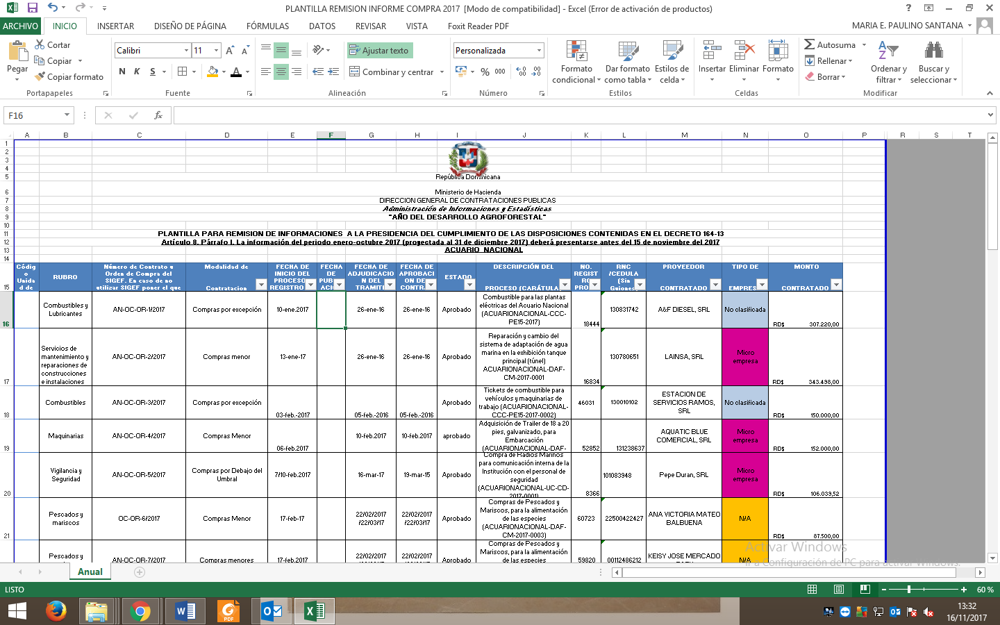 PLANTILLA REMISION INFORME COMPRA 2017 [Modo de compatibilidad] - Excel (Error de activación de productos)
ARCHIVO INICIO INSERTAR DISEÑO DE PÁGINA FÓRMULAS DATOS REVISAR VISTA Foxit Reader PDF MARIA E. PAULINO SANTANA
Pegar
Cortar
Copiar
Copiar formato
Portapapeles
Calibri 11
N K S
Fuente
Ajustar texto
Combinar y centrar
Alineación
Personalizada
% 000
Número
Formato condicional
Dar formato como tabla
Estilos de celda
Estilos
Insertar Eliminar Formato
Celdas
Autosuma
Rellenar
Borrar
Ordenar y filtrar
Buscar y seleccionar
Modificar
F16
A B C D E F G H I J K L M N O P R S T
República Dominicana
Ministerio de Hacienda
DIRECCION GENERAL DE CONTRATACIONES PUBLICAS
Administración de Informaciones y Estadísticas
"AÑO DEL DESARROLLO AGROFORESTAL"
PLANTILLA PARA REMISION DE INFORMACIONES A LA PRESIDENCIA DEL CUMPLIMIENTO DE LAS DISPOSICIONES CONTENIDAS EN EL DECRETO 164-13
Artículo 8. Párrafo I. La información del periodo enero-octubre 2017 (proyectada al 31 de diciembre 2017) deberá presentarse antes del 15 de noviembre del 2017
ACUARIO NACIONAL
Códig o Unida d de
RUBRO
Número de Contrato u Orden de Compra del SIGEF. En caso de no utilizar SIGEF poner el que
Modalidad de Contratacion
FECHA DE INICIO DEL PROCESO REGISTRO
FECHA DE
FECHA DE ADJUDICACIO N DEL TRAMITE
FECHA DE APROBACI ON DE
ESTADO
DESCRIPCIÓN DEL PROCESO (CARÁTULA
NO. REGIST
RNC /CEDULA (Sin Guiones)
PROVEEDOR CONTRATADO
TIPO DE EMPRES
MONTO CONTRATADO
16 Combustibles y Lubricantes AN-OC-OR-1/2017 Compras por excepción 10-ene.2017 26-ene-16 26-ene-16 Aprobado Combustible para las plantas eléctricas del Acuario Nacional (ACUARIONACIONAL-CCC-PE15-2017) 18444 130831742 A&F DIESEL, SRL No clasificada RD$ 307.220,00
17 Servicios de mantenimiento y reparaciones de construcciones e instalaciones AN-OC-OR-2/2017 Compras menor 13-ene-17 26-ene-16 26-ene-16 Aprobado Reparación y cambio del sistema de adaptación de agua marina en la exhibición tanque principal (túnel) ACUARIONACIONAL-DAF-CM-2017-0001 16834 130780651 LAINSA, SRL Micro empresa RD$ 343.498,00
18 Combustibles AN-OC-OR-3/2017 Compras por excepción 03-feb.-2017 05-feb.-2016 05-feb.-2016 Aprobado Tickets de combustible para vehículos y maquinarias de trabajo (ACUARIONACIONAL-CCC-PE15-2017-0002) 46031 130010102 ESTACION DE SERVICIOS RAMOS, SRL No clasificada RD$ 150.000,00
19 Maquinarias AN-OC-OR-4/2017 Compras Menor 06-feb.2017 10-feb.2017 10-feb.2017 aprobado Adquisición de Trailer de 18 a 20 pies, galvanizado, para Embarcación (ACUARIONACIONAL-DAF- 52852 131238637 AQUATIC BLUE COMERCIAL, SRL Micro empresa RD$ 152.000,00
20 Vigilancia y Seguridad AN-OC-OR-5/2017 Compras por Debajo del Umbral 7/10-feb.2017 16-mar-17 19-mar-15 Aprobado Compra de Radios Marinos para comunicación interna de la Institución con el personal de seguridad (ACUARIONACIONAL-UC-CD-2017-0001) 8366 101083948 Pepe Duran, SRL Micro empresa RD$ 106.039,52
21 Pescados y mariscos OC-OR-6/2017 Compras Menor 17-feb-17 22/02/2017 /22/03/17 22/02/2017 /22/03/17 Aprobado Compras de Pescados y Mariscos, para la alimentación de las especies (ACUARIONACIONAL-DAF-CM-2017-0003) 60723 22500422427 ANA VICTORIA MATEO BALBUENA N/A RD$ 87.500,00
Pescados y AN-OC-OR-7/2017 Compras menores 17-feb.2017 22/02/2017 22/02/2017 Aprobado Compras de Pescados y Mariscos, para la alimentación de las especies 59820 00112486212 KEISY JOSE MERCADO N/A
Activar Windows
Ir a Configuración de PC para activar Windows.
Anual
LISTO 60 %
13:32
16/11/2017